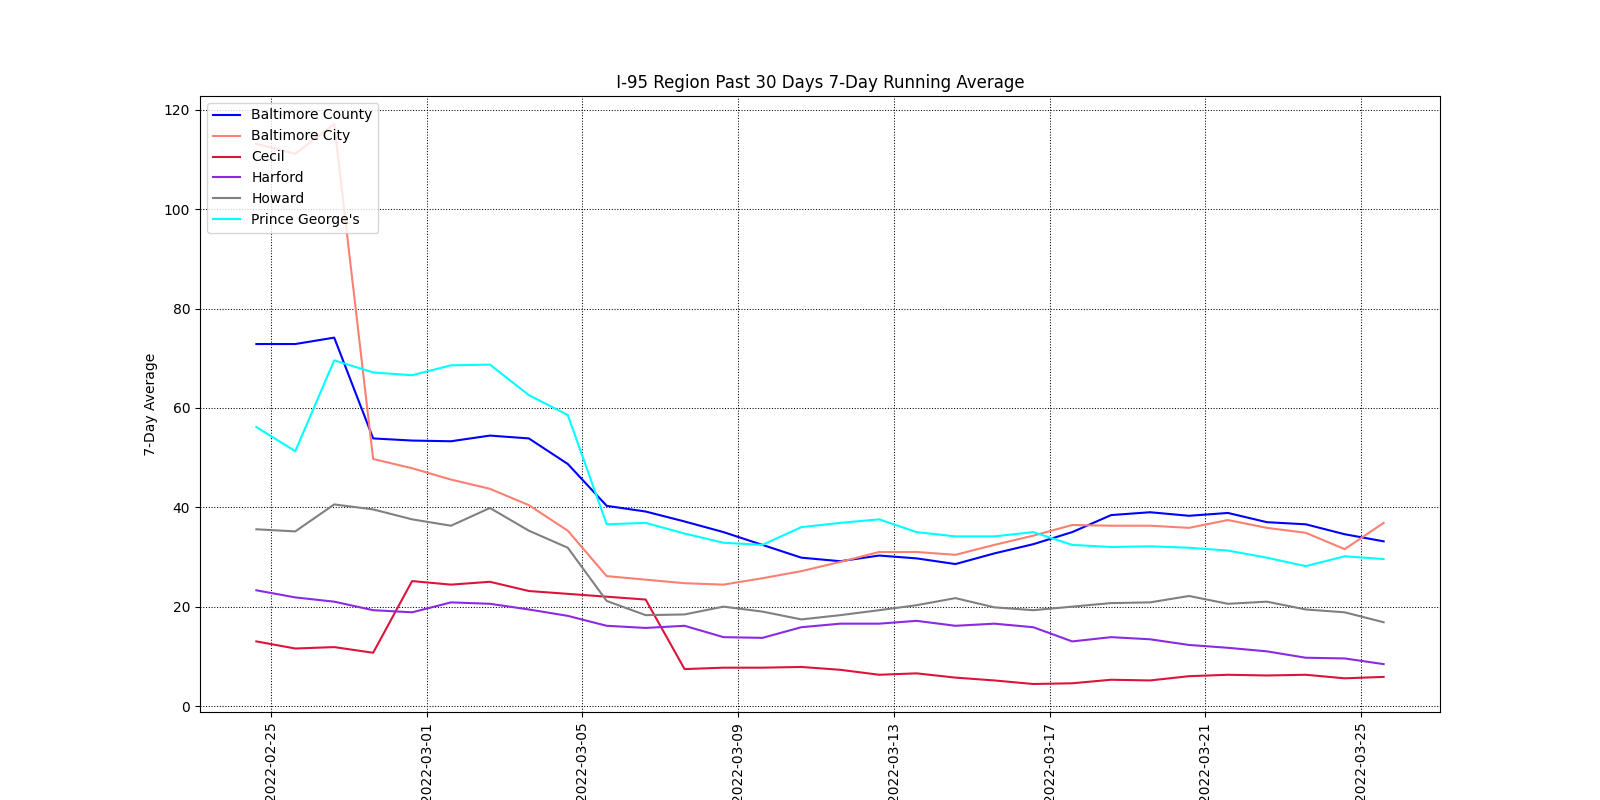 I-95 Region Past 30 Days 7-Day Running Average
120
100
80
60
40
20
0
7-Day Average
Baltimore County
Baltimore City
Cecil
Harford
Howard
Prince George's
2022-02-25
2022-03-01
2022-03-05
2022-03-09
2022-03-13
2022-03-17
2022-03-21
2022-03-25